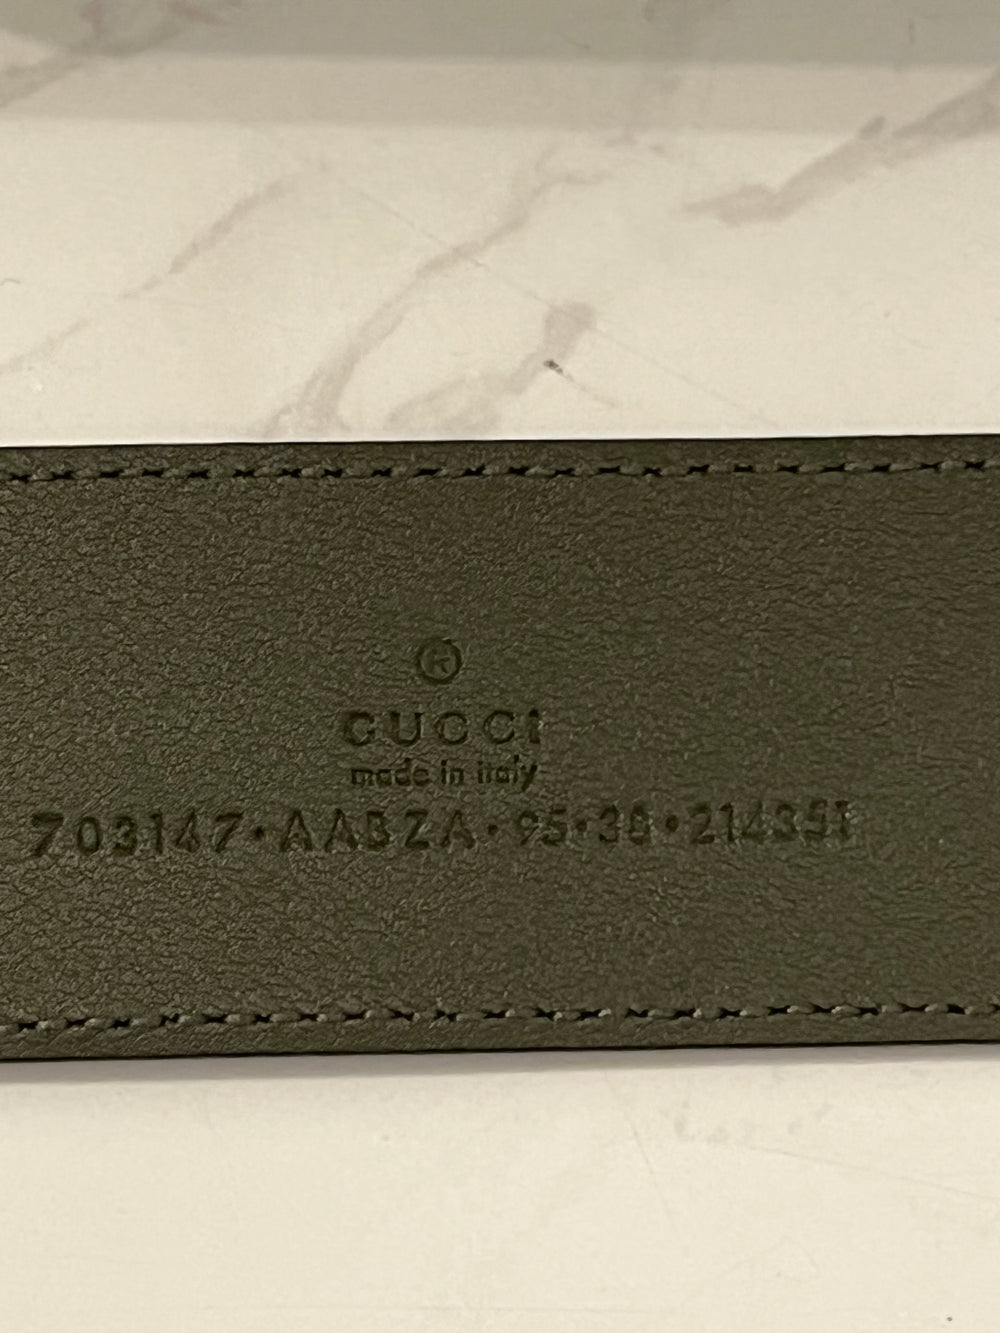 ®
GUCCI
made in italy
703147·AABZA·95·38·214351